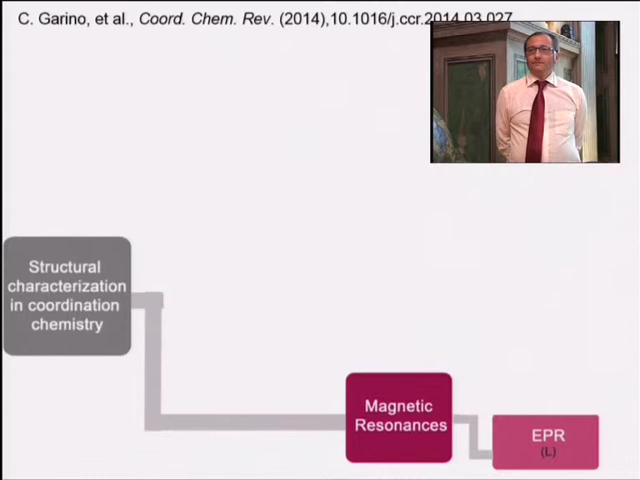 C. Garino, et al., Coord. Chem. Rev. (2014),10.1016/j.ccr.2014.03.027
Structural
characterization
in coordination
chemistry
Magnetic
Resonances
EPR
(L)